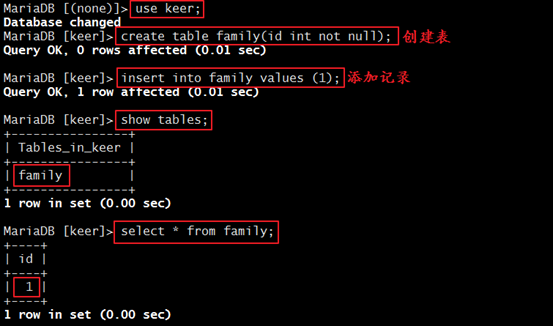 MariaDB [(none)]> use keer;
Database changed
MariaDB [keer]> create table family(id int not null); 创建表
Query OK, 0 rows affected (0.01 sec)
MariaDB [keer]> insert into family values (1); 添加记录
Query OK, 1 row affected (0.01 sec)
MariaDB [keer]> show tables;
+----------------+
| Tables_in_keer |
+----------------+
| family         |
+----------------+
1 row in set (0.00 sec)
MariaDB [keer]> select * from family;
+----+
| id |
+----+
|  1 |
+----+
1 row in set (0.00 sec)